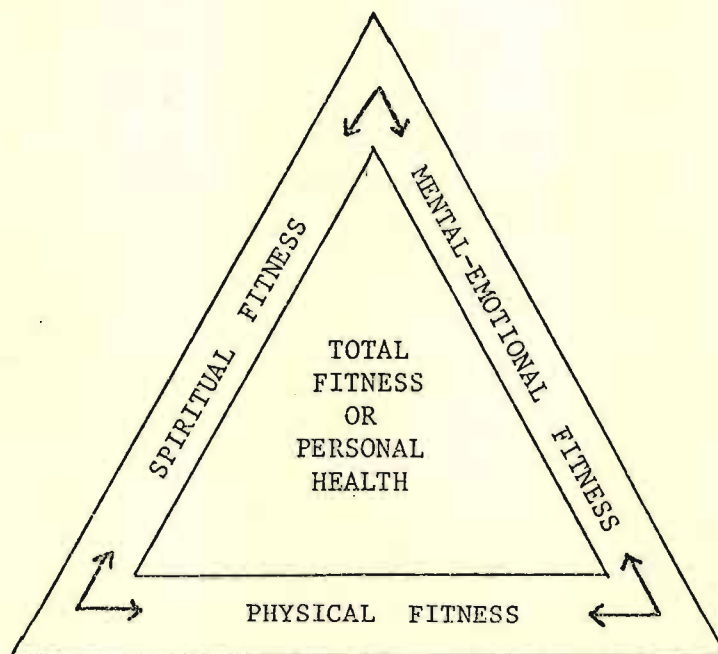 SPIRITUAL FITNESS
MENTAL-EMOTIONAL FITNESS
TOTAL
FITNESS
OR
PERSONAL
HEALTH
PHYSICAL FITNESS